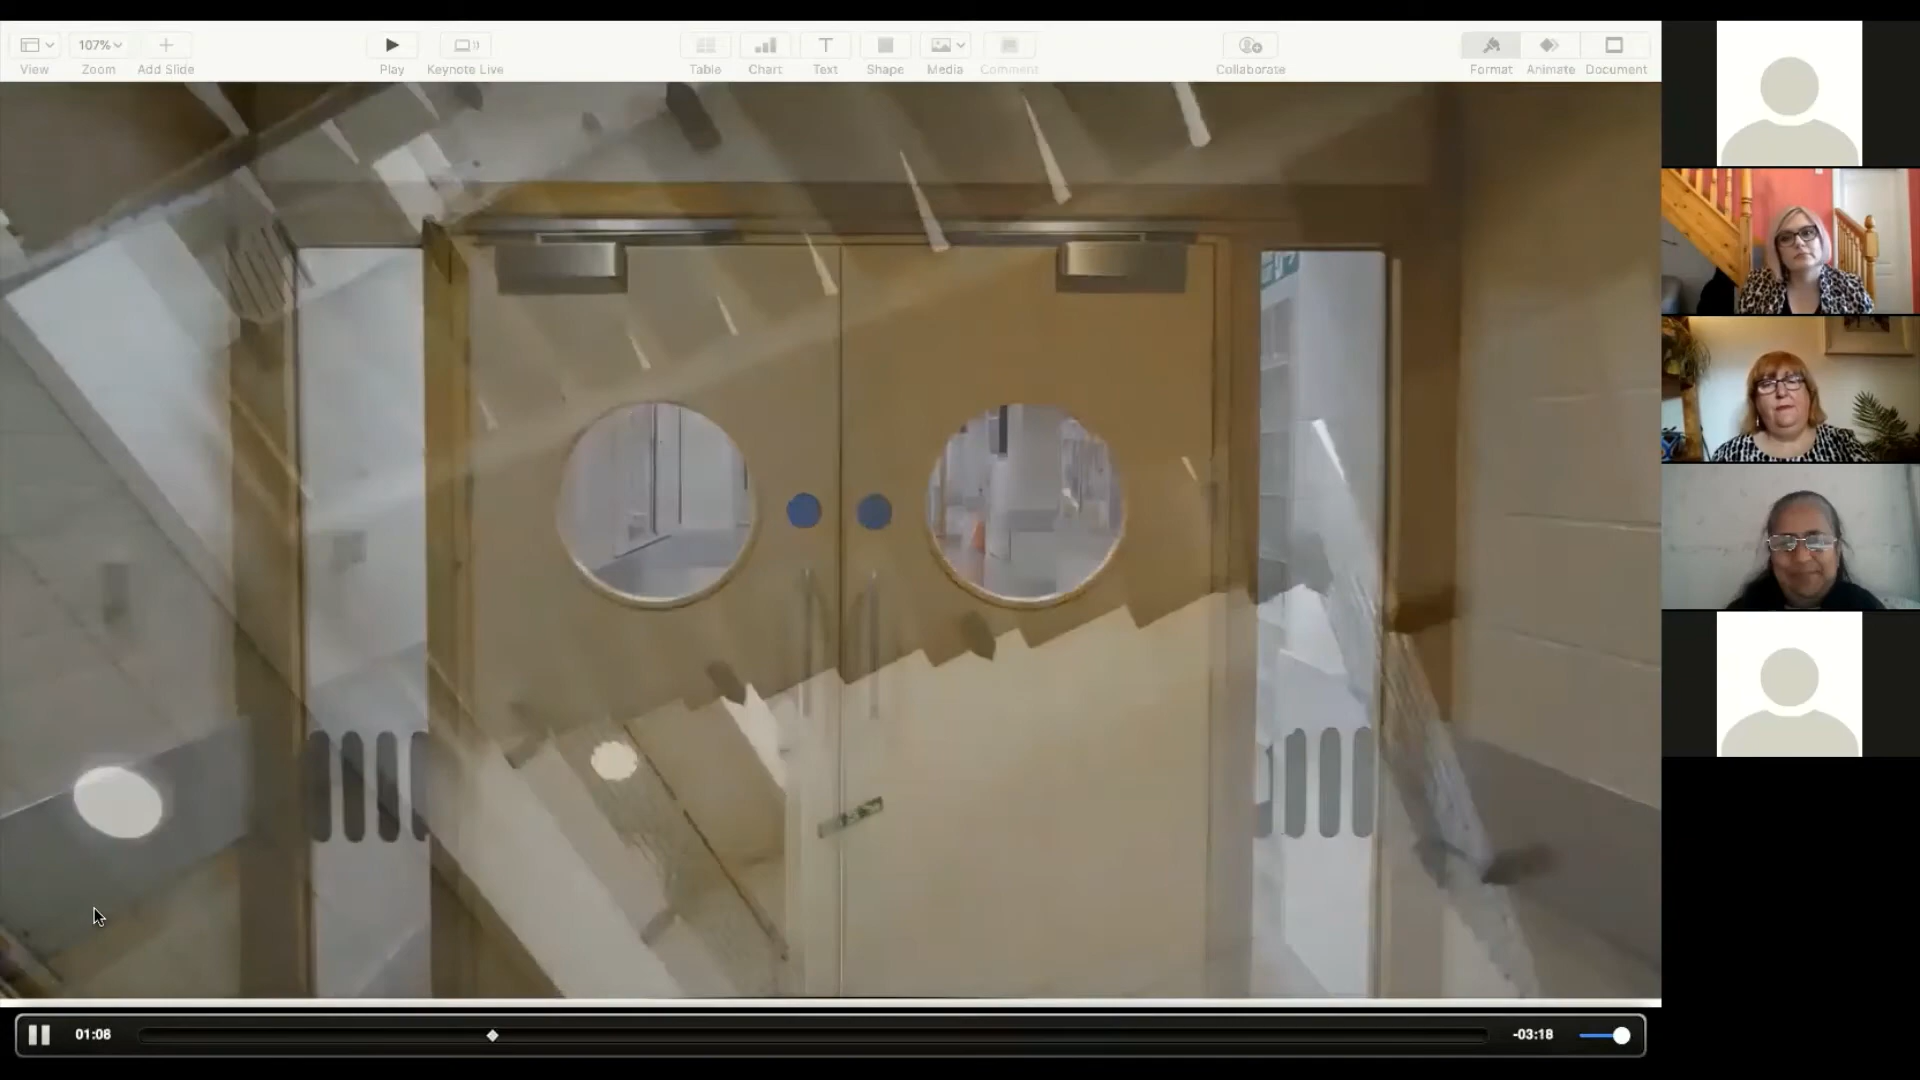 107%
View
Zoom
Add Slide
Play
Keynote Live
Table
Chart
Text
Shape
Media
Comment
Collaborate
Format
Animate
Document
01:08
-03:18